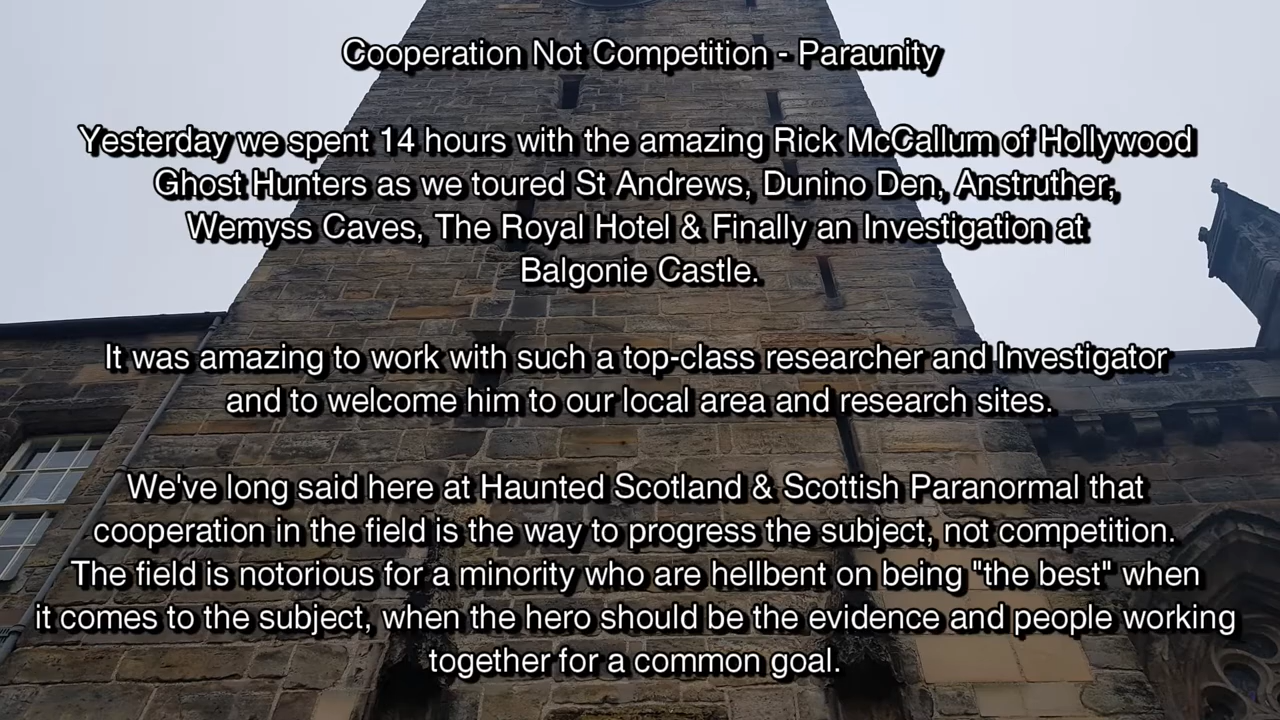 Cooperation Not Competition - Paraunity
Yesterday we spent 14 hours with the amazing Rick McCallum of Hollywood
Ghost Hunters as we toured St Andrews, Dunino Den, Anstruther,
Wemyss Caves, The Royal Hotel & Finally an Investigation at
Balgonie Castle.
It was amazing to work with such a top-class researcher and Investigator
and to welcome him to our local area and research sites.
We've long said here at Haunted Scotland & Scottish Paranormal that
cooperation in the field is the way to progress the subject, not competition.
The field is notorious for a minority who are hellbent on being "the best" when
it comes to the subject, when the hero should be the evidence and people working
together for a common goal.